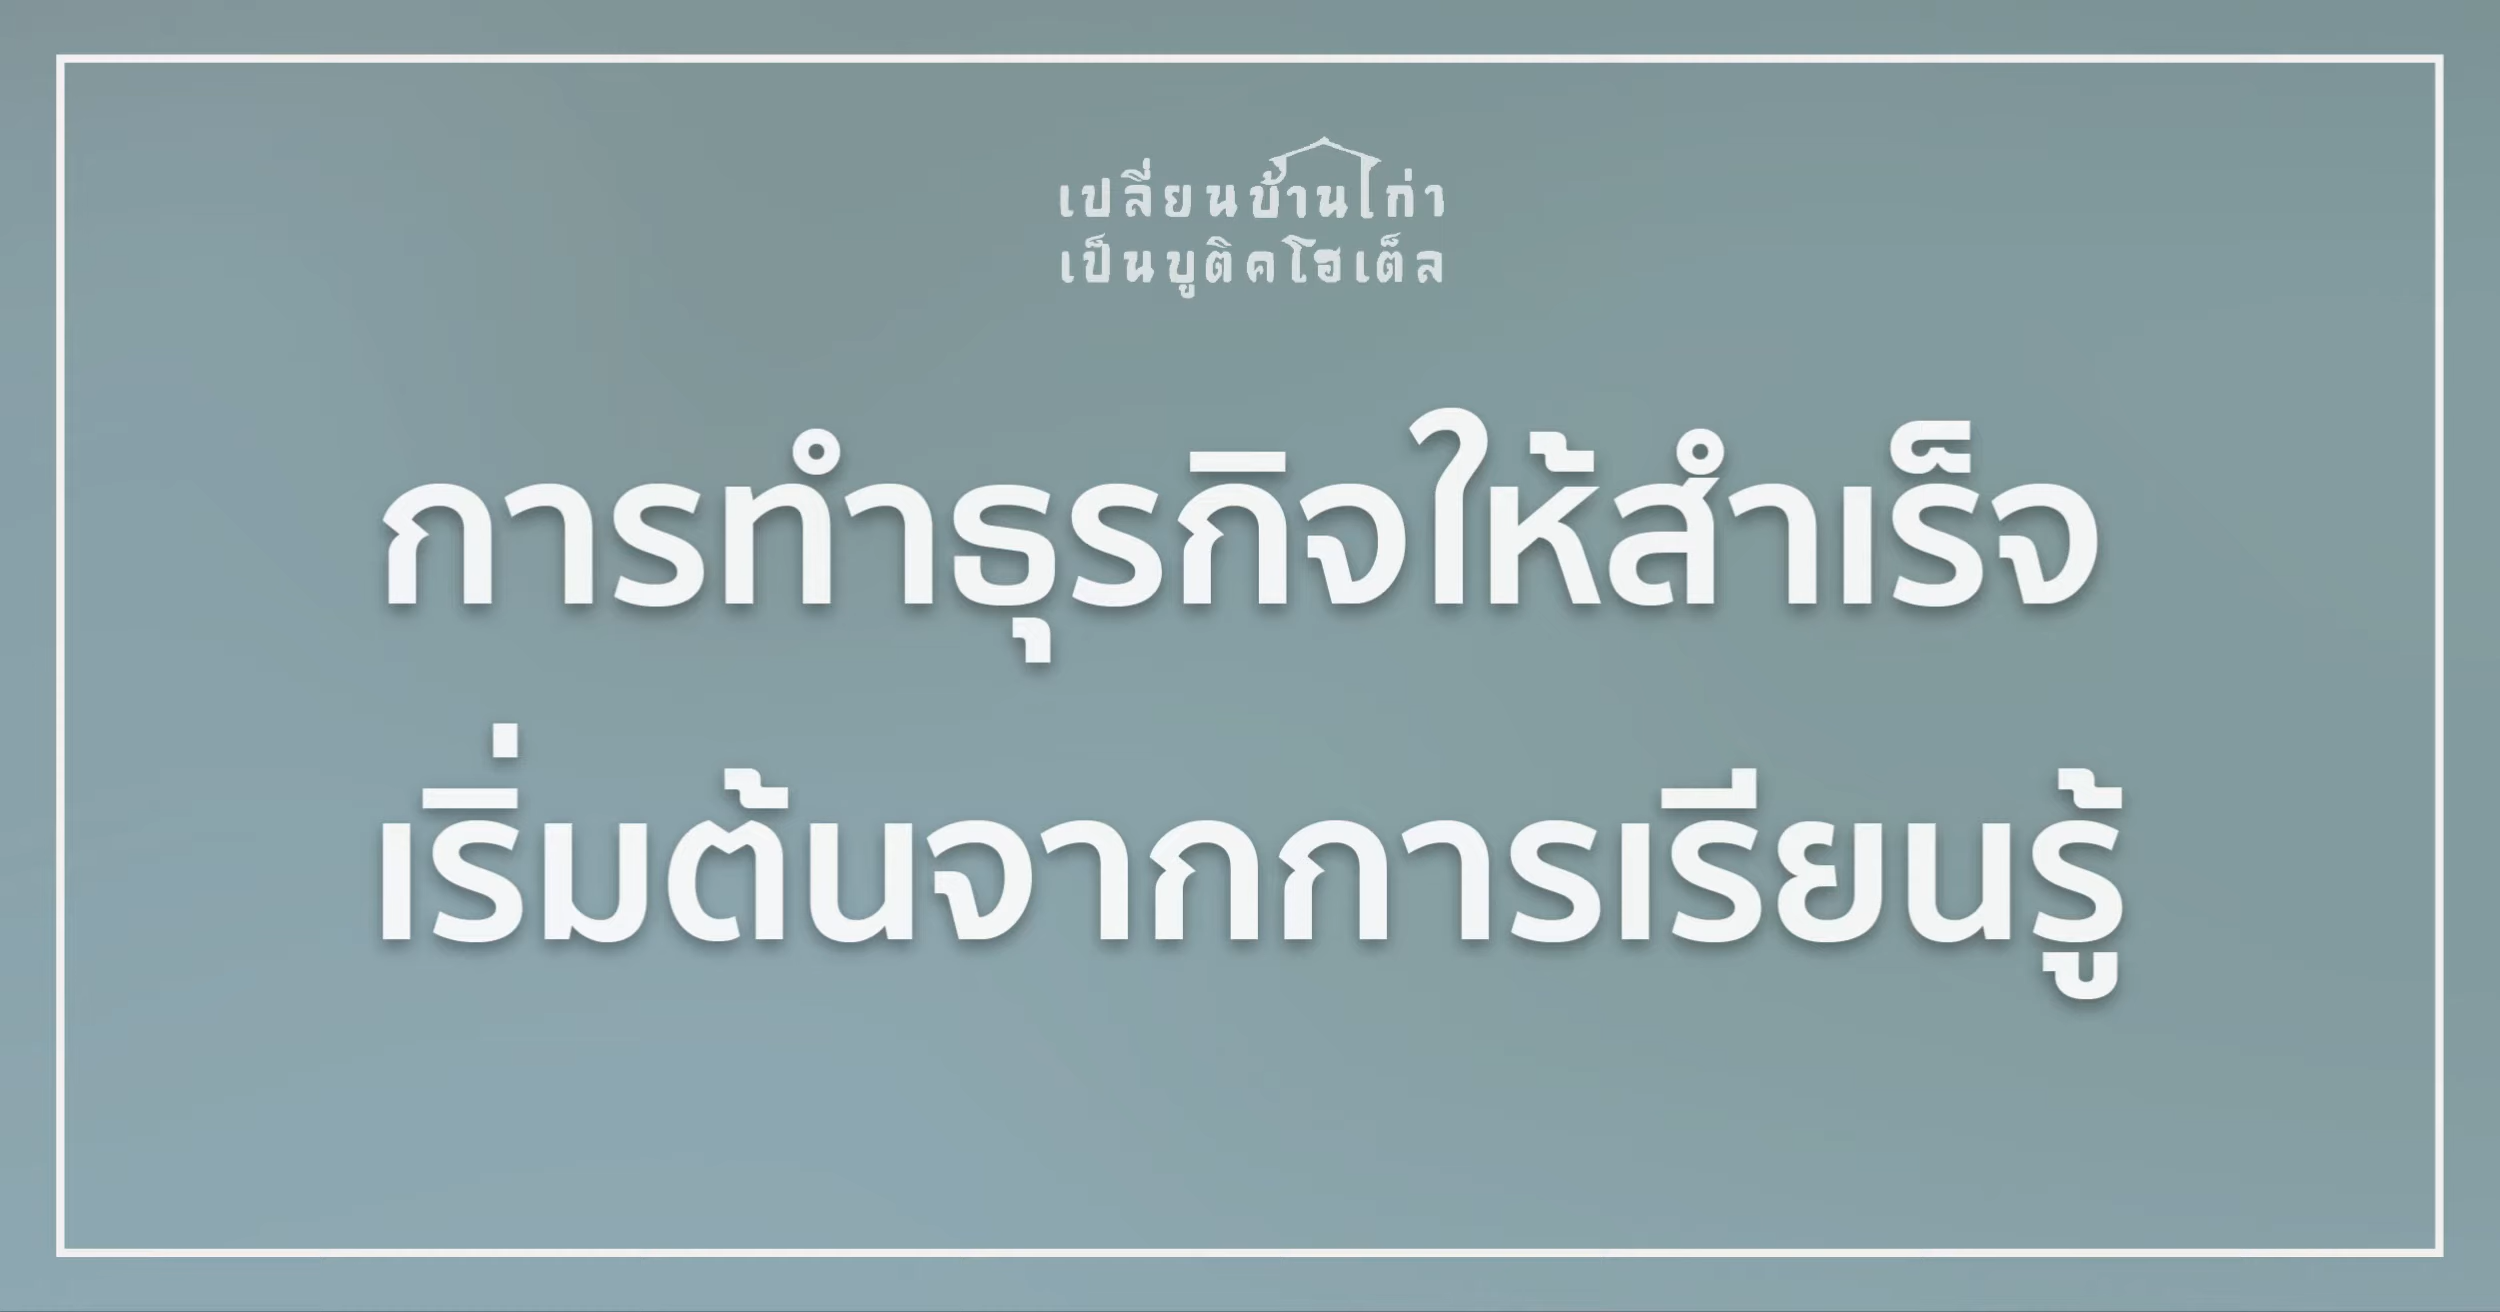 เปลี่ยนบ้านเก่า
เป็นบูติคโฮเต็ล
การทำธุรกิจให้สำเร็จ
เริ่มต้นจากการเรียนรู้